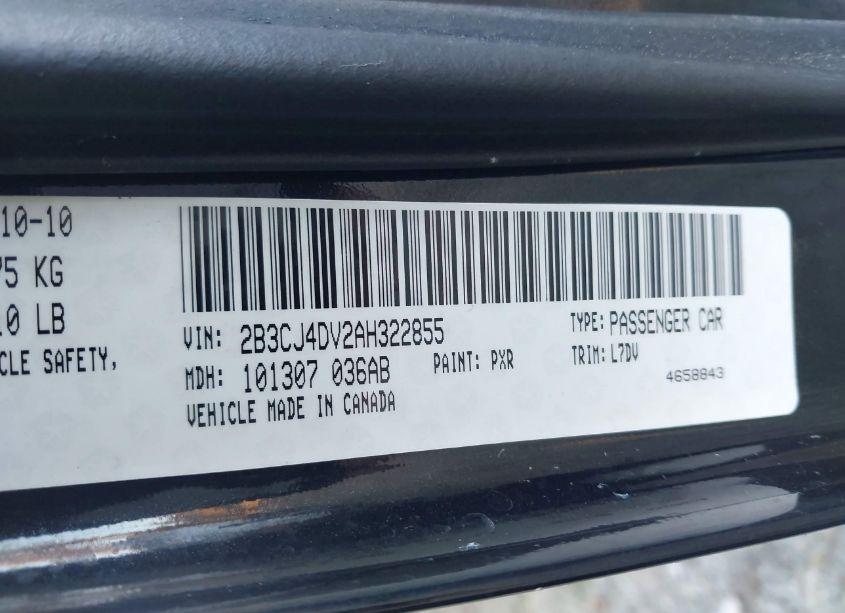 10-10
75 KG
10 LB
CLE SAFETY,
VIN: 2B3CJ4DV2AH322855
TYPE: PASSENGER CAR
MDH: 101307 036AB
PAINT: PXR
TRIM: L7DV
VEHICLE MADE IN CANADA
4658843